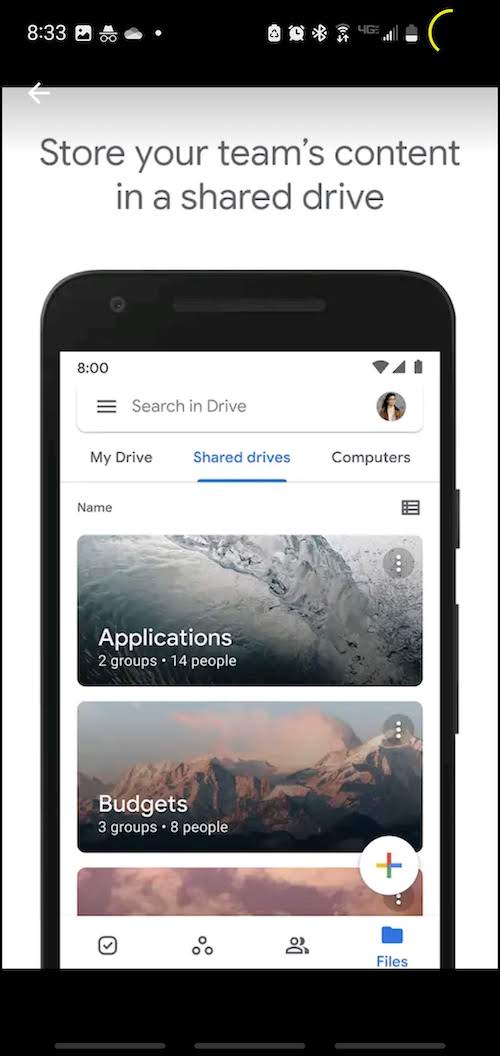 8:33
4GE
Store your team's content
in a shared drive
8:00
Search in Drive
My Drive
Shared drives
Computers
Name
Applications
2 groups • 14 people
Budgets
3 groups • 8 people
Files